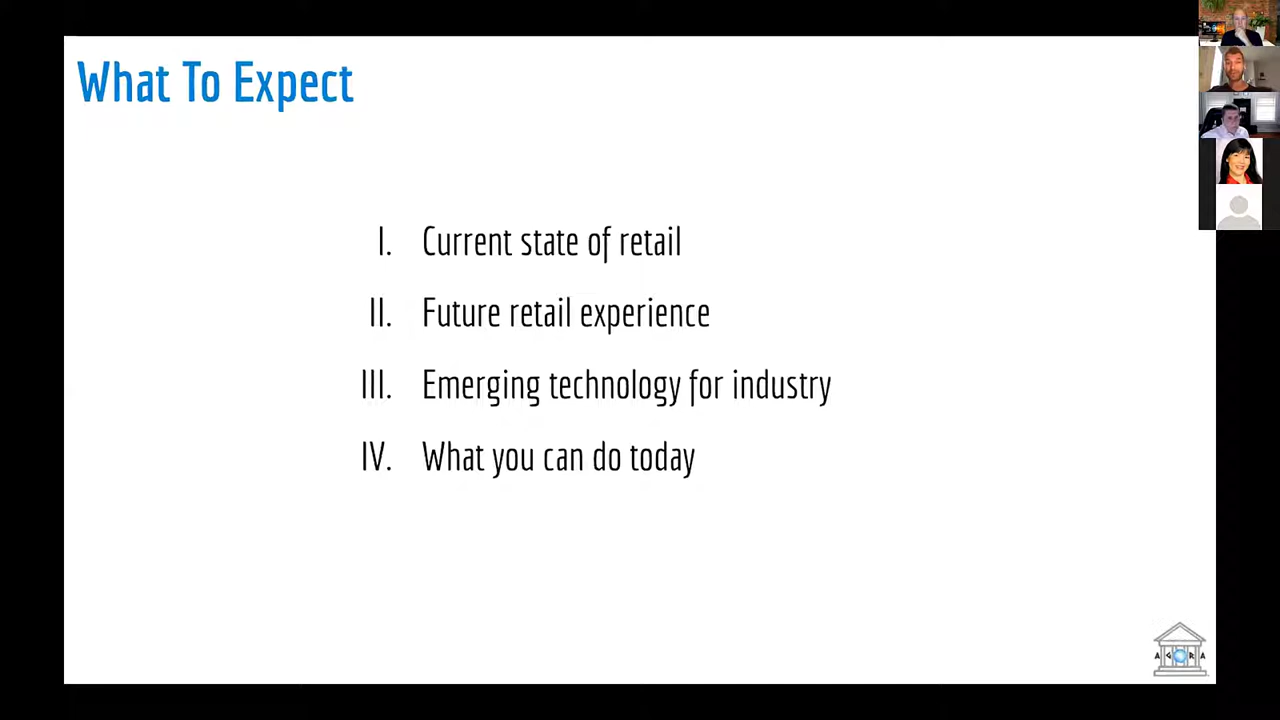 What To Expect
I. Current state of retail
II. Future retail experience
III. Emerging technology for industry
IV. What you can do today
AGORA